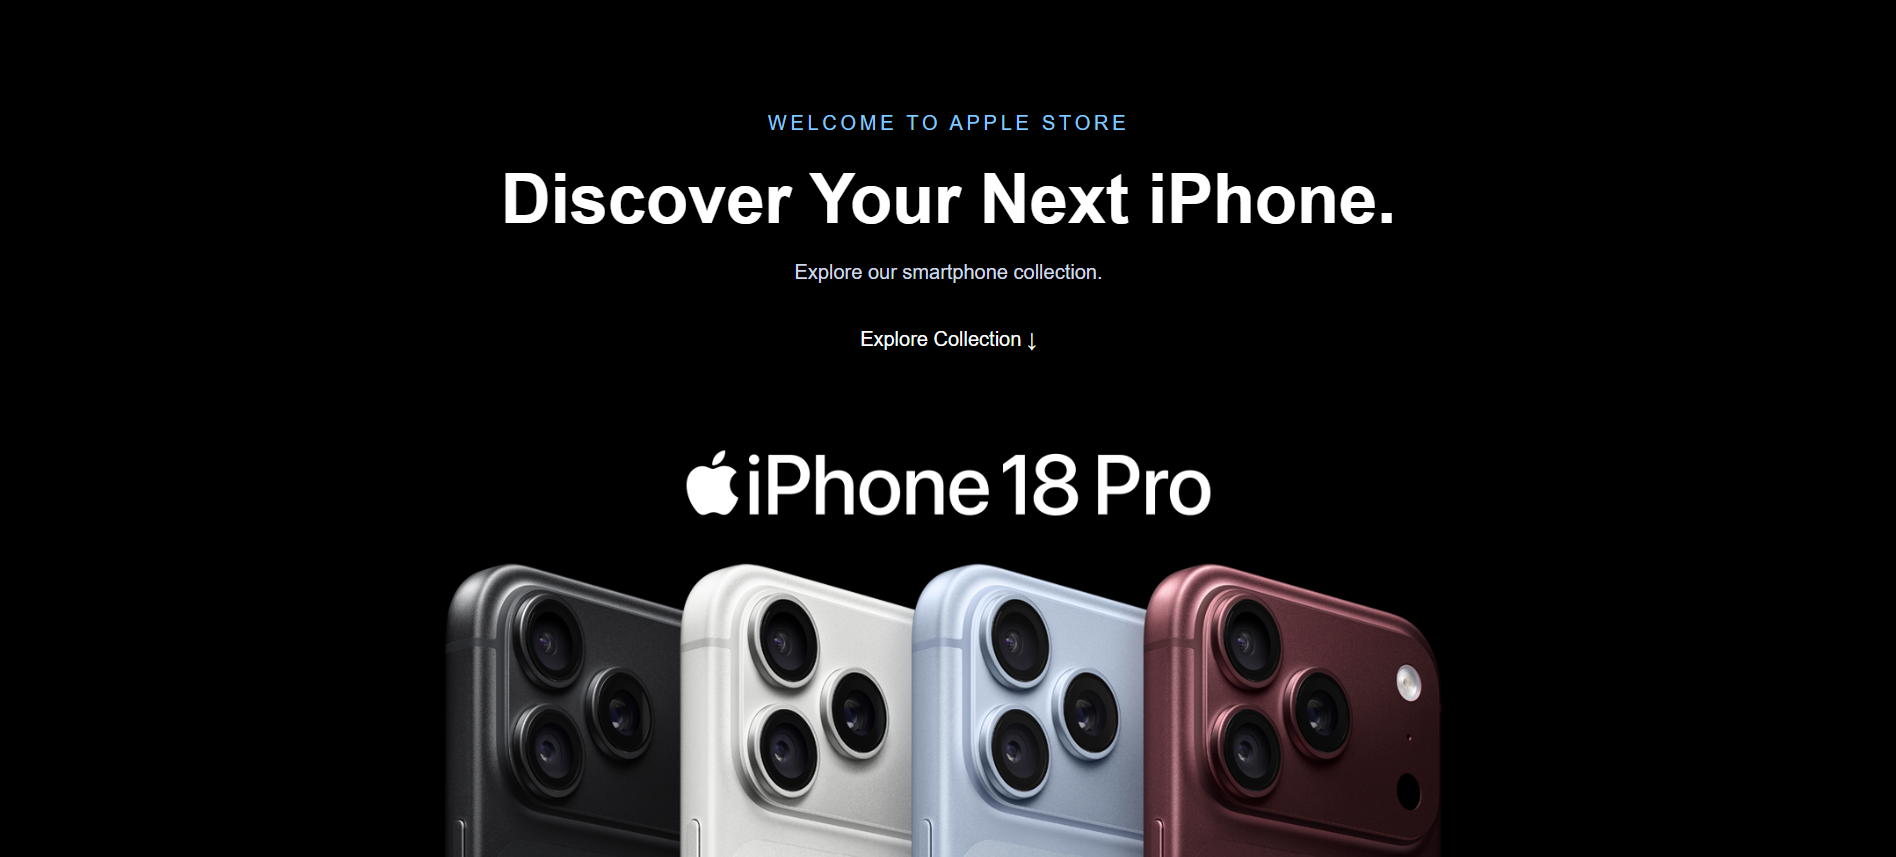 WELCOME TO APPLE STORE
Discover Your Next iPhone.
Explore our smartphone collection.
Explore Collection ↓
iPhone 18 Pro